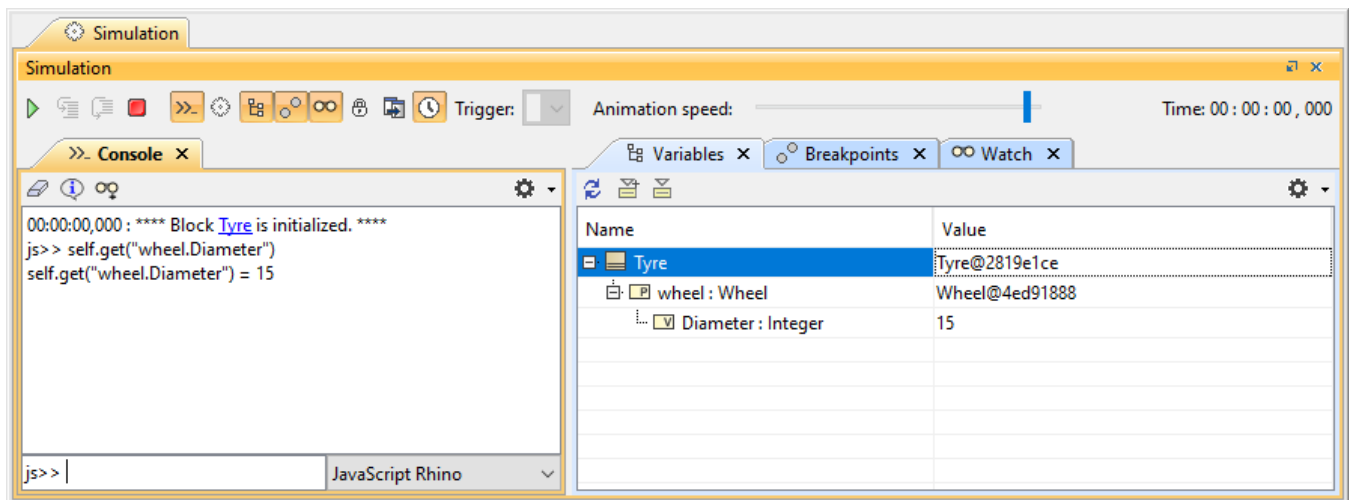 Simulation
Simulation
Trigger:
Animation speed:
Time: 00 : 00 : 00 , 000
Console
00:00:00,000 : **** Block Tyre is initialized. ****
js>> self.get("wheel.Diameter")
self.get("wheel.Diameter") = 15
js>>
JavaScript Rhino
Variables
Breakpoints
Watch
Name Value
Tyre Tyre@2819e1ce
wheel : Wheel Wheel@4ed91888
Diameter : Integer 15